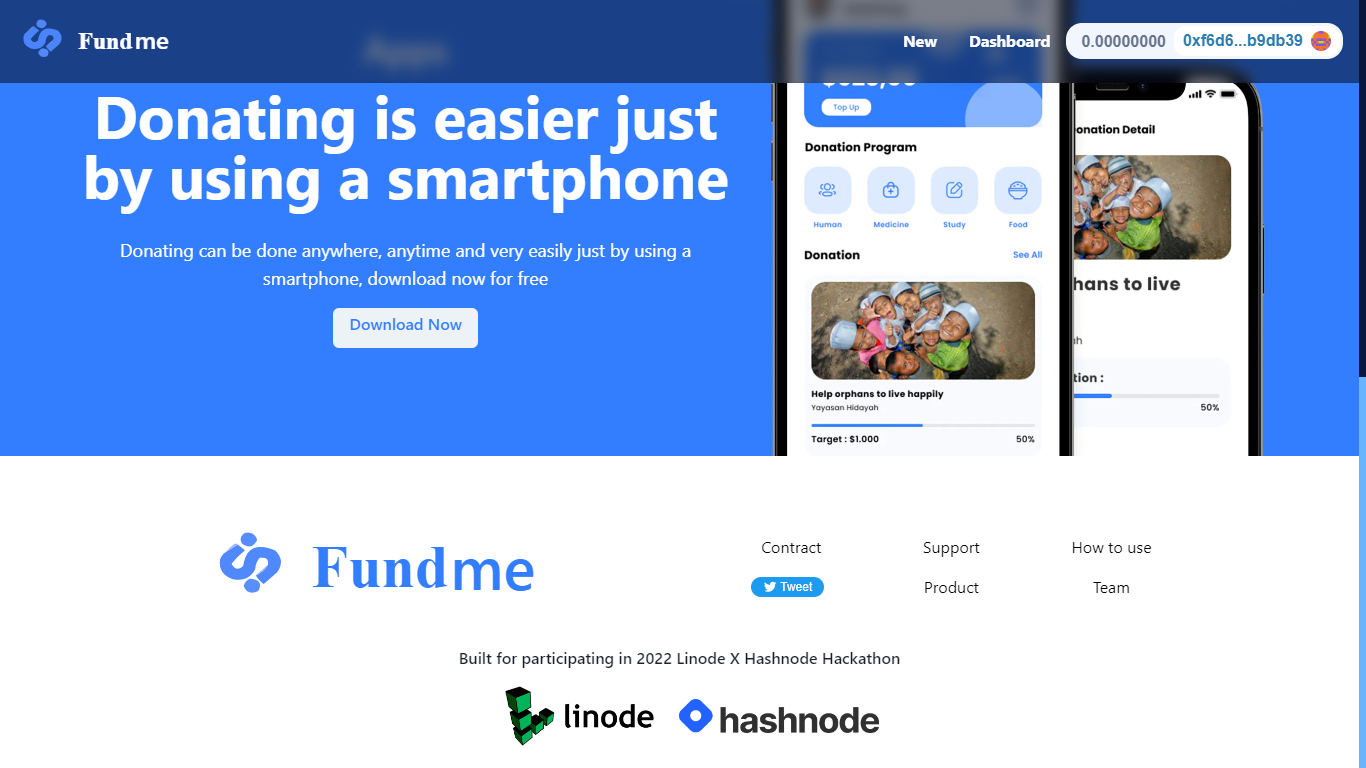 Fundme
New
Dashboard
0.00000000
0xf6d6...b9db39
Apps
Donating is easier just
by using a smartphone
Donating can be done anywhere, anytime and very easily just by using a
smartphone, download now for free
Download Now
Top Up
Donation Program
Human
Medicine
Study
Food
Donation
See All
Help orphans to live happily
Yayasan Hidayah
Target : $1.000
50%
onation Detail
hans to live
ah
tion :
50%
Fundme
Contract
Support
How to use
Tweet
Product
Team
Built for participating in 2022 Linode X Hashnode Hackathon
linode
hashnode